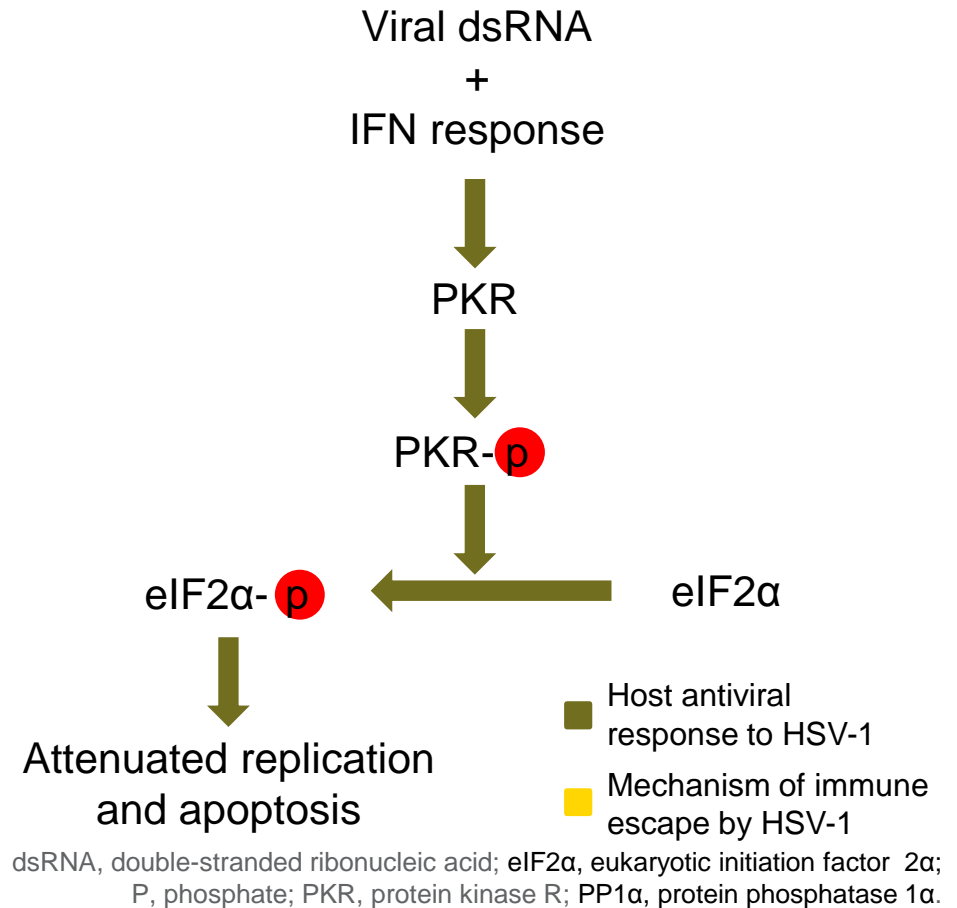 Viral dsRNA
+
IFN response
PKR
PKR- p
eIF2α- p
eIF2α
Attenuated replication
and apoptosis
Host antiviral
response to HSV-1
Mechanism of immune
escape by HSV-1
dsRNA, double-stranded ribonucleic acid; eIF2α, eukaryotic initiation factor 2α;
P, phosphate; PKR, protein kinase R; PP1α, protein phosphatase 1α.